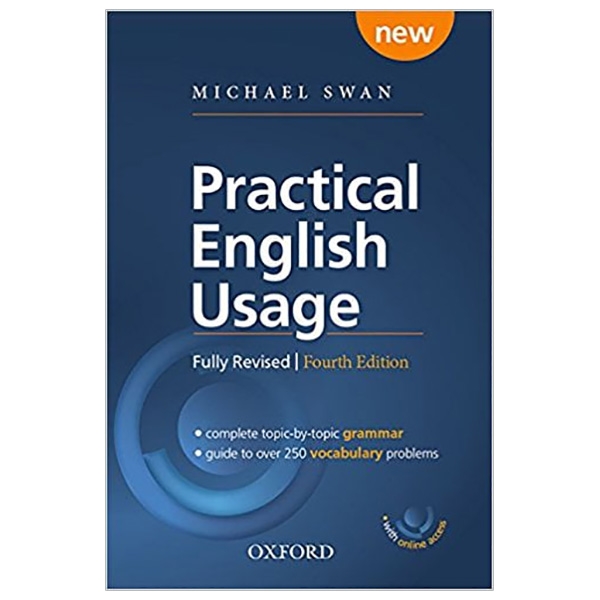 new
MICHAEL SWAN
Practical
English
Usage
Fully Revised | Fourth Edition
• complete topic-by-topic grammar
• guide to over 250 vocabulary problems
• with online access
OXFORD